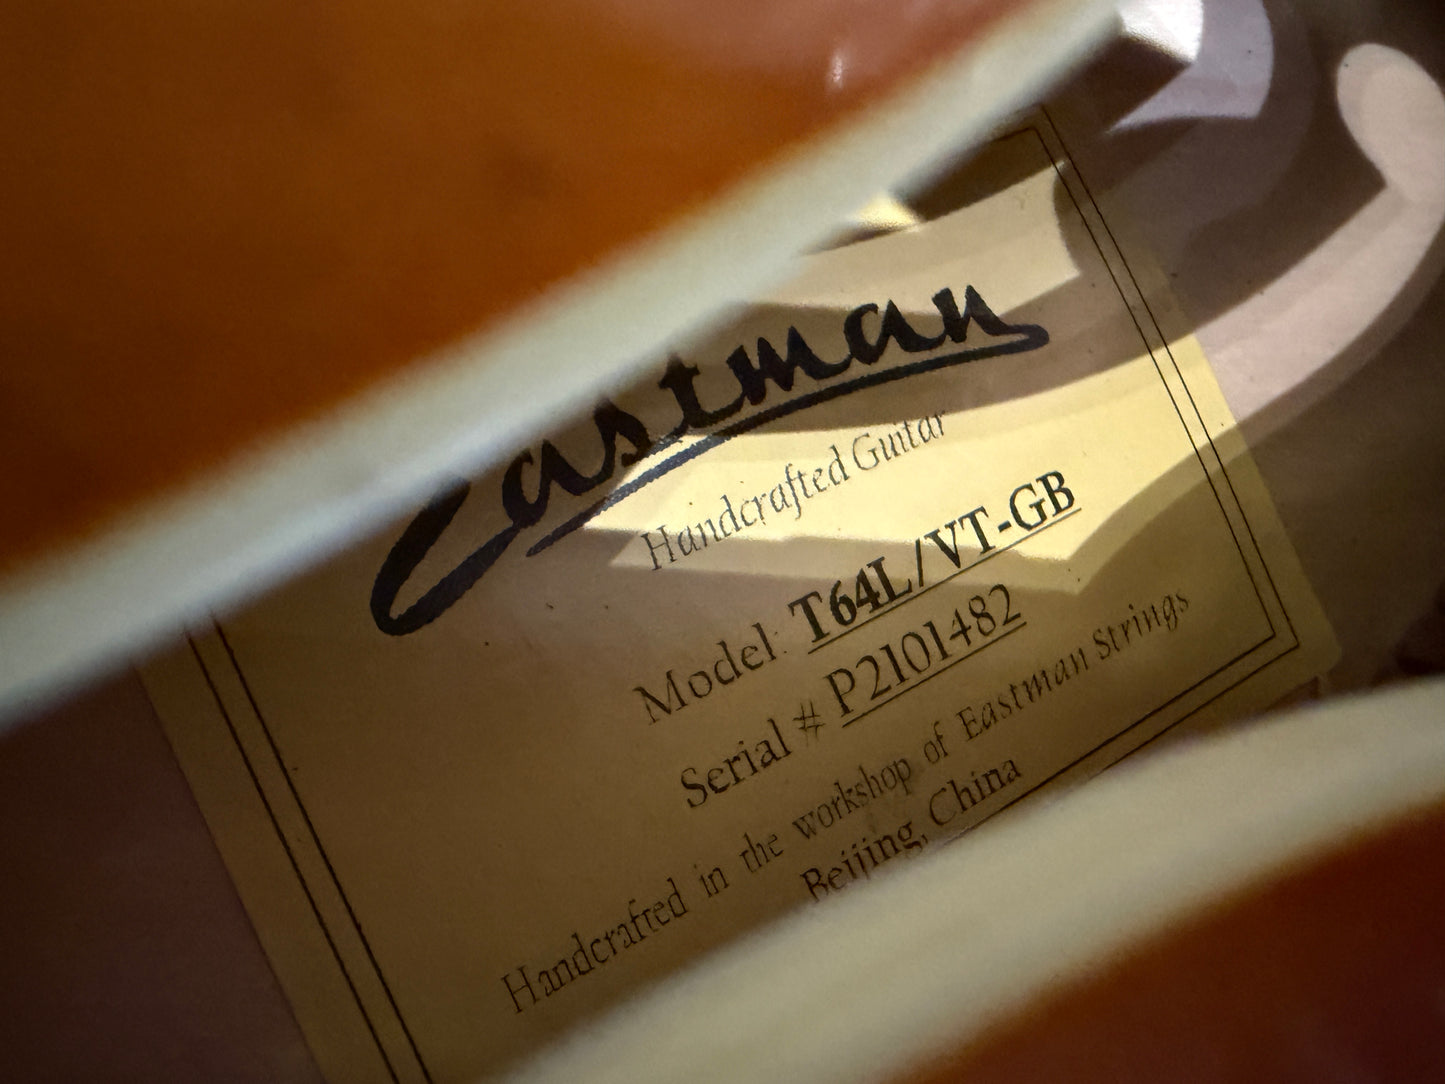 Eastman
Handcrafted Guitar
Model: T64L/VT-GB
Serial # P2101482
Handcrafted in the workshop of Eastman Strings
Beijing, China